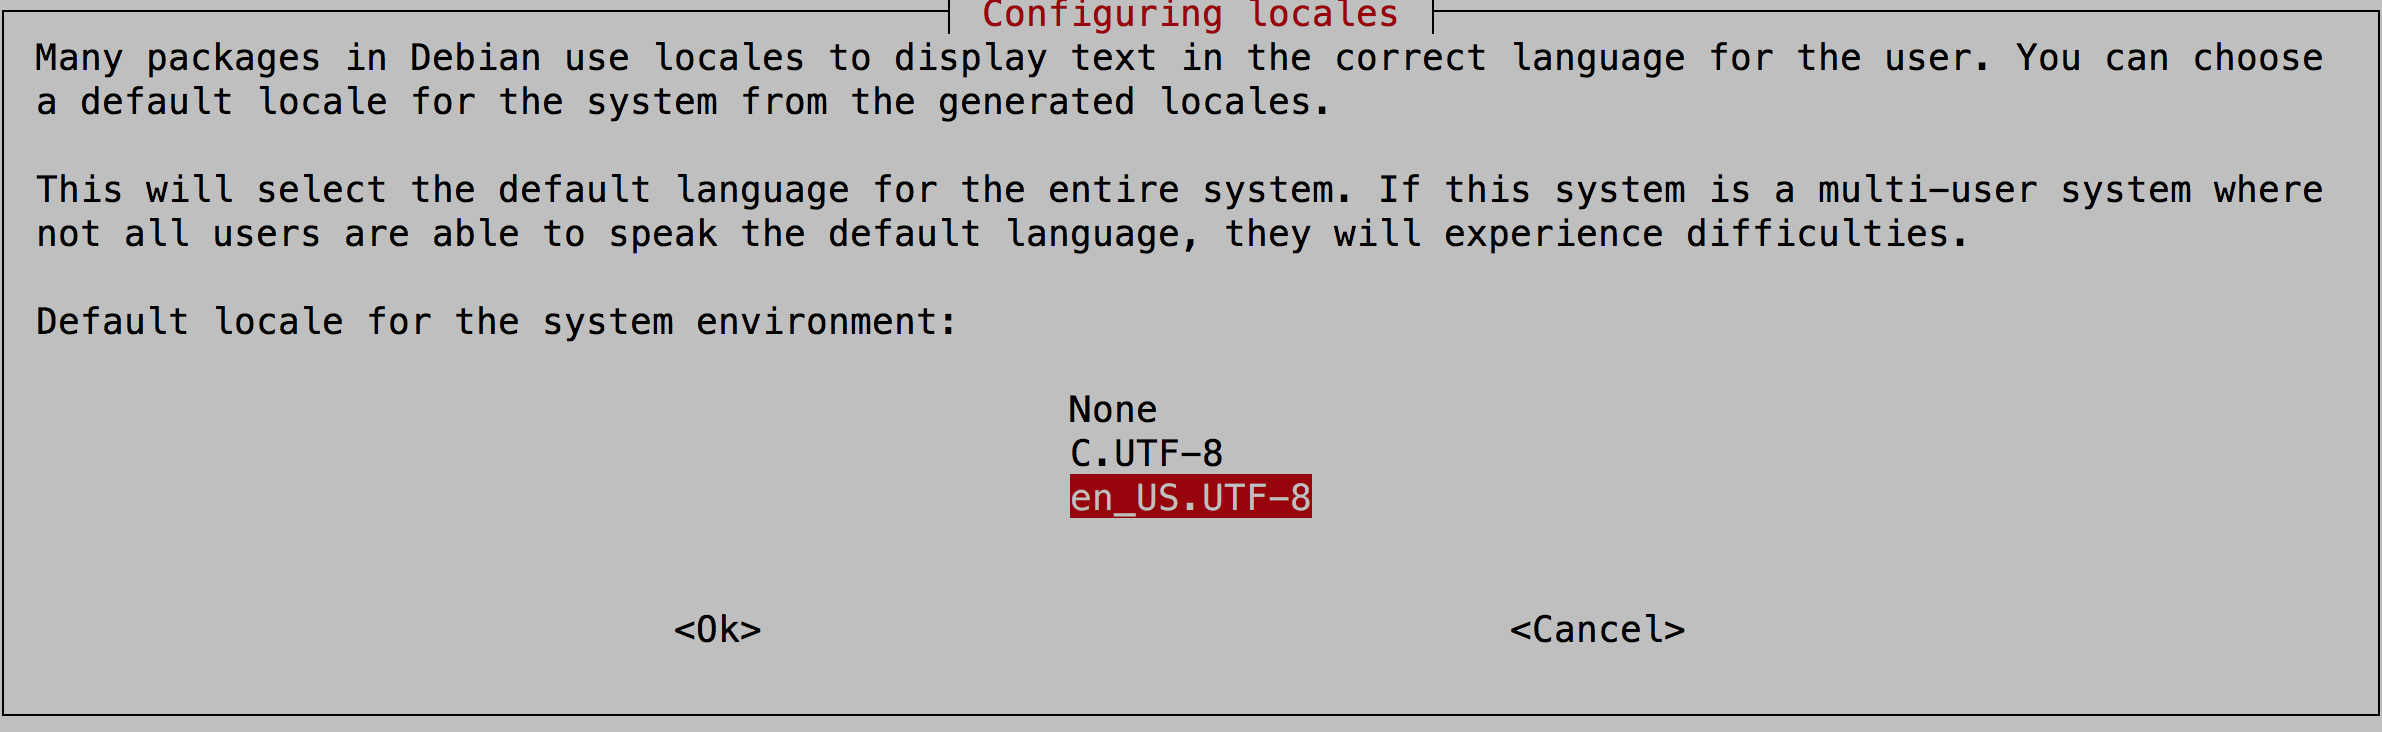 Configuring locales
Many packages in Debian use locales to display text in the correct language for the user. You can choose
a default locale for the system from the generated locales.
This will select the default language for the entire system. If this system is a multi-user system where
not all users are able to speak the default language, they will experience difficulties.
Default locale for the system environment:
None
C.UTF-8
en_US.UTF-8
<Ok> <Cancel>